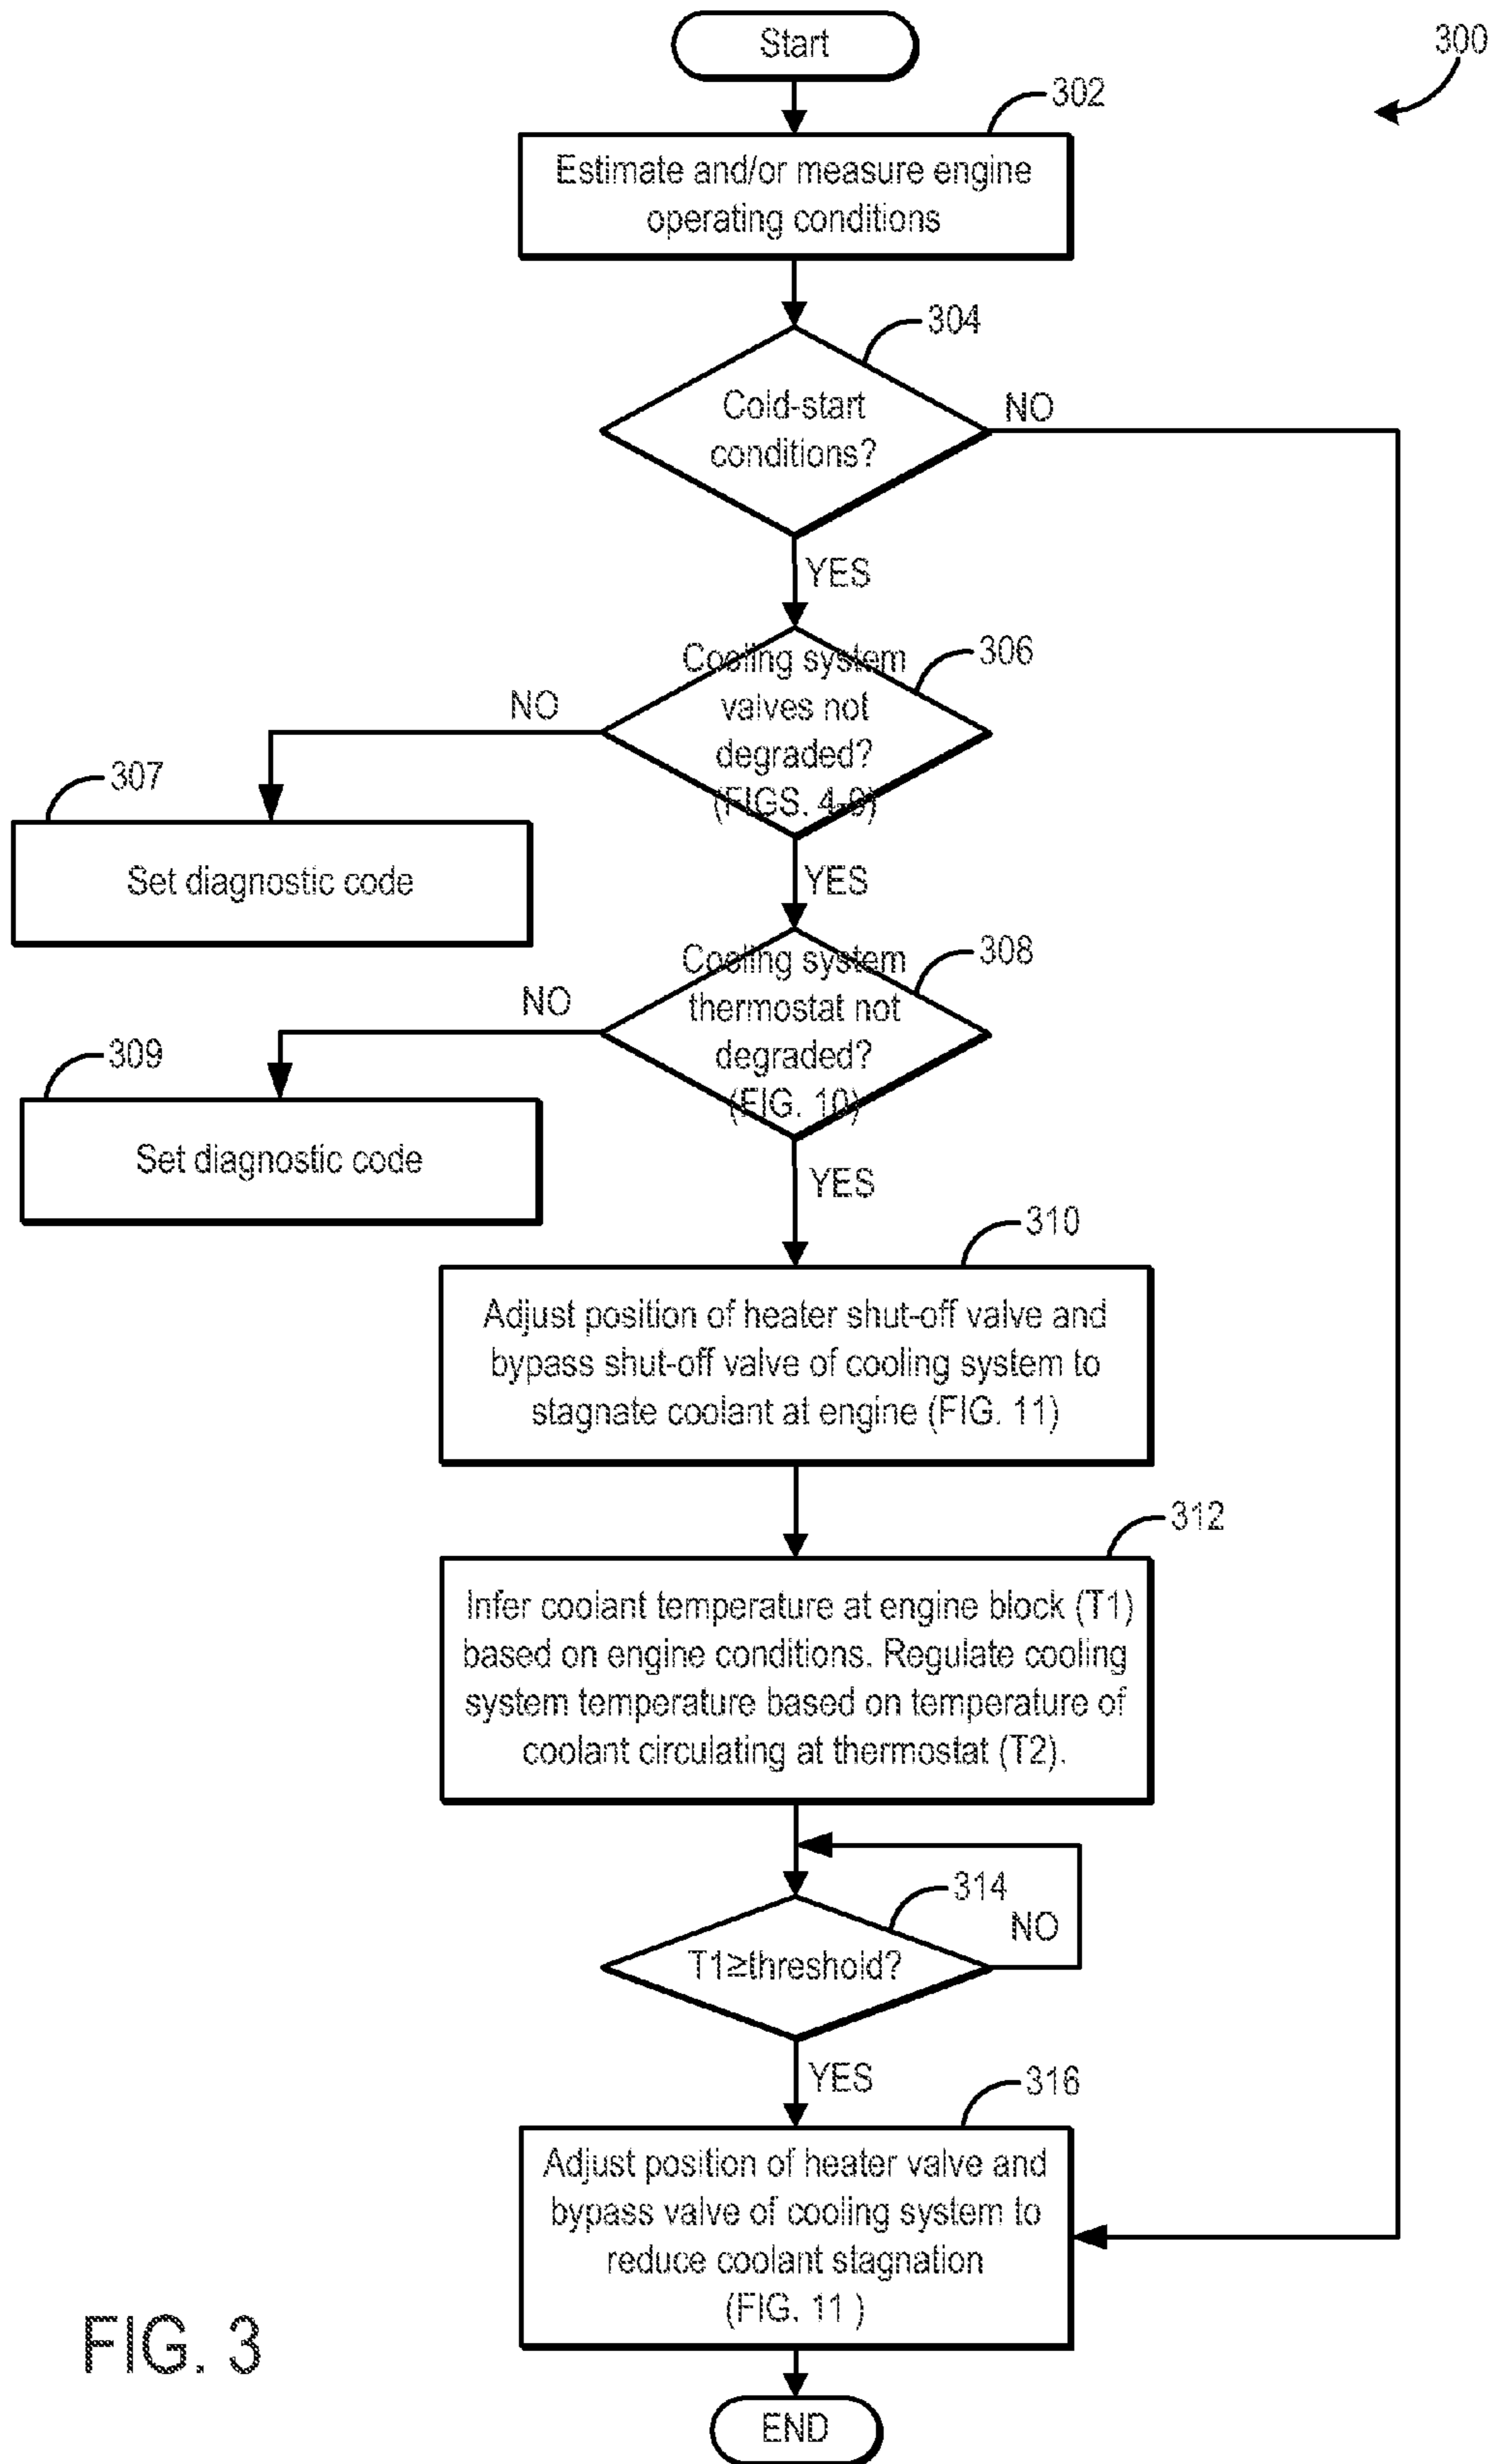 Start
300
302
Estimate and/or measure engine
operating conditions
304
Cold-start
conditions?
NO
YES
306
Cooling system
valves not
degraded?
(FIGS. 4-9)
NO
307
Set diagnostic code
YES
308
Cooling system
thermostat not
degraded?
(FIG. 10)
NO
309
Set diagnostic code
YES
310
Adjust position of heater shut-off valve and
bypass shut-off valve of cooling system to
stagnate coolant at engine (FIG. 11)
312
Infer coolant temperature at engine block (T1)
based on engine conditions. Regulate cooling
system temperature based on temperature of
coolant circulating at thermostat (T2).
314
NO
T1≥threshold?
YES
316
Adjust position of heater valve and
bypass valve of cooling system to
reduce coolant stagnation
(FIG. 11 )
FIG. 3
END